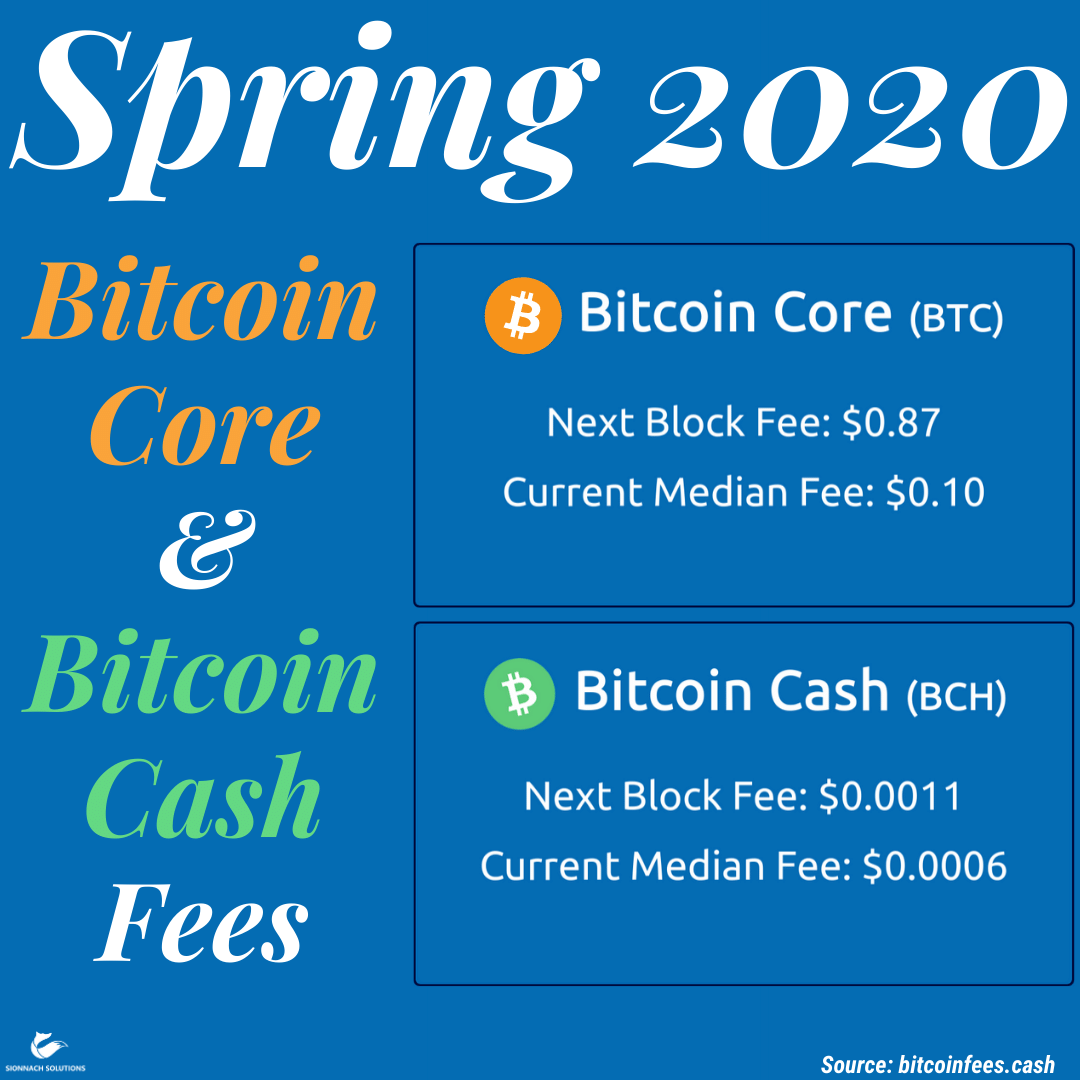 Spring 2020
Bitcoin
Core
&
Bitcoin
Cash
Fees
Bitcoin Core (BTC)
Next Block Fee: $0.87
Current Median Fee: $0.10
Bitcoin Cash (BCH)
Next Block Fee: $0.0011
Current Median Fee: $0.0006
SIONNACH SOLUTIONS
Source: bitcoinfees.cash